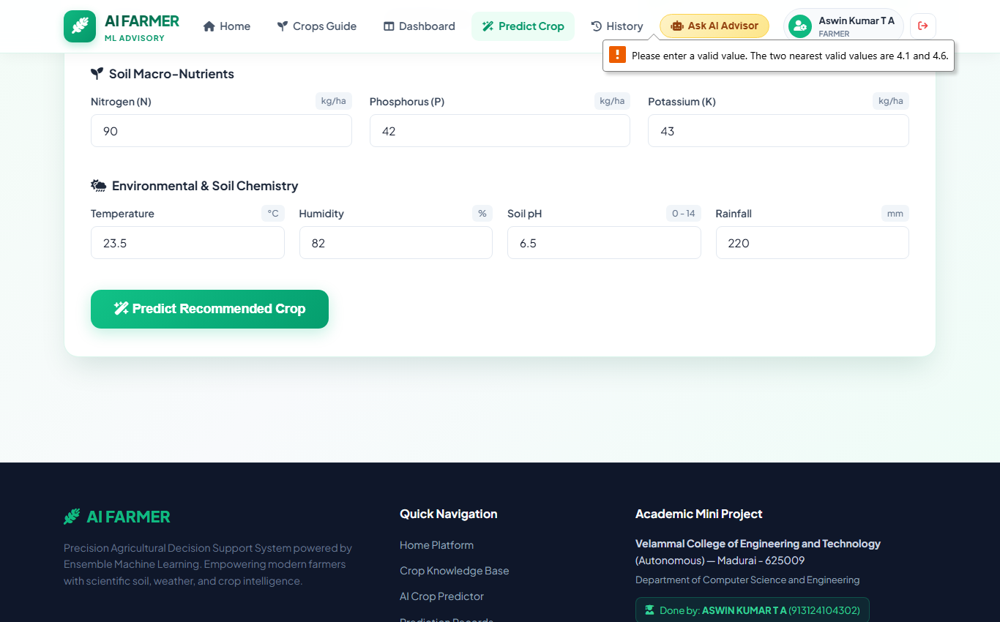 AI FARMER
ML ADVISORY
Home
Crops Guide
Dashboard
Predict Crop
History
Ask AI Advisor
Aswin Kumar T A
FARMER
Please enter a valid value. The two nearest valid values are 4.1 and 4.6.
Soil Macro-Nutrients
Nitrogen (N) kg/ha
Phosphorus (P) kg/ha
Potassium (K) kg/ha
90
42
43
Environmental & Soil Chemistry
Temperature °C
Humidity %
Soil pH 0 - 14
Rainfall mm
23.5
82
6.5
220
Predict Recommended Crop
AI FARMER
Precision Agricultural Decision Support System powered by
Ensemble Machine Learning. Empowering modern farmers
with scientific soil, weather, and crop intelligence.
Quick Navigation
Home Platform
Crop Knowledge Base
AI Crop Predictor
Prediction Records
Academic Mini Project
Velammal College of Engineering and Technology
(Autonomous) — Madurai - 625009
Department of Computer Science and Engineering
Done by: ASWIN KUMAR T A (913124104302)